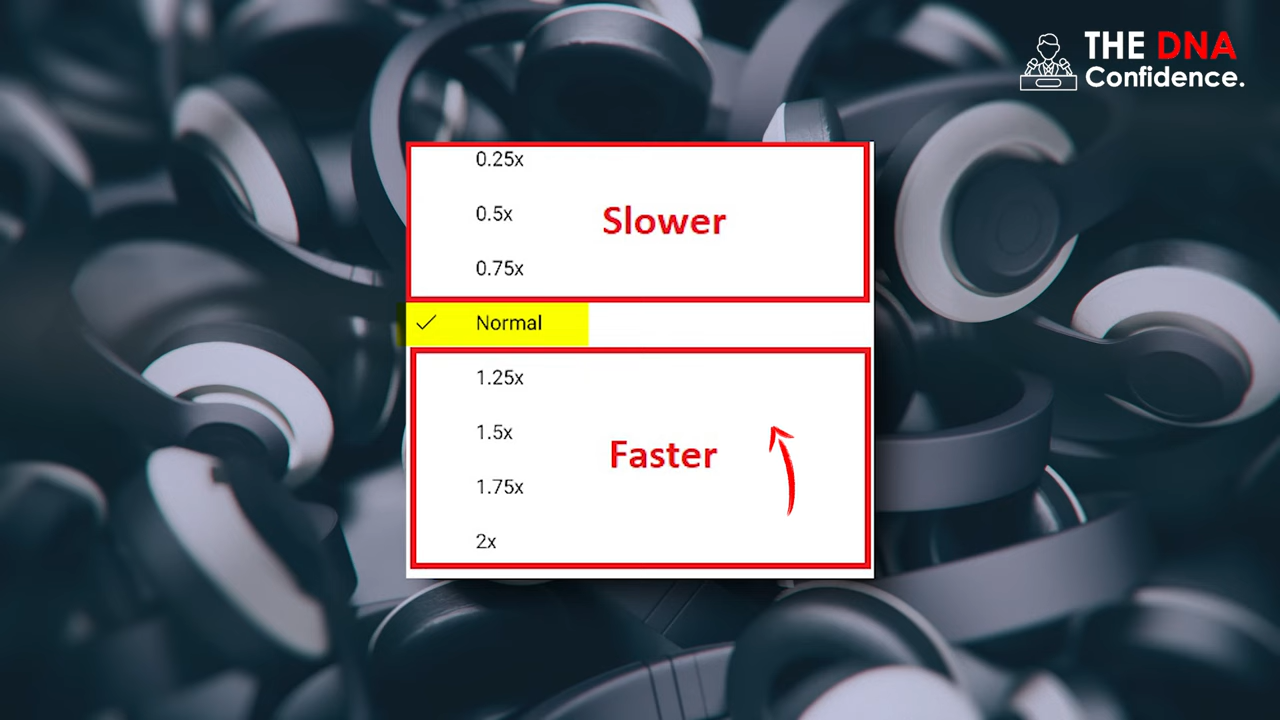 THE DNA
Confidence.
0.25x
0.5x
Slower
0.75x
Normal
1.25x
1.5x
Faster
1.75x
2x